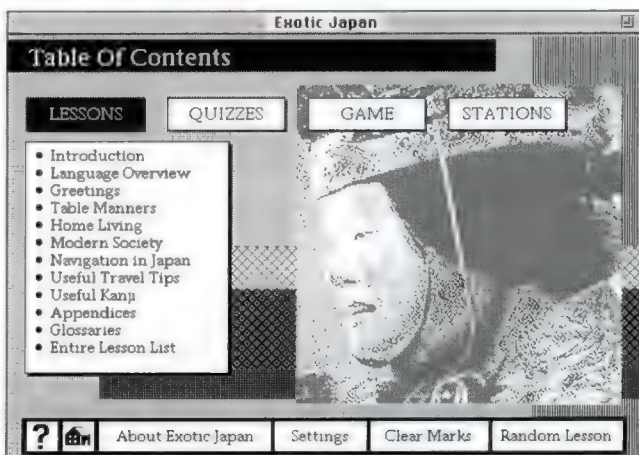 Exotic Japan
Table Of Contents
LESSONS QUIZZES GAME STATIONS
• Introduction
• Language Overview
• Greetings
• Table Manners
• Home Living
• Modern Society
• Navigation in Japan
• Useful Travel Tips
• Useful Kanji
• Appendices
• Glossaries
• Entire Lesson List
? About Exotic Japan Settings Clear Marks Random Lesson